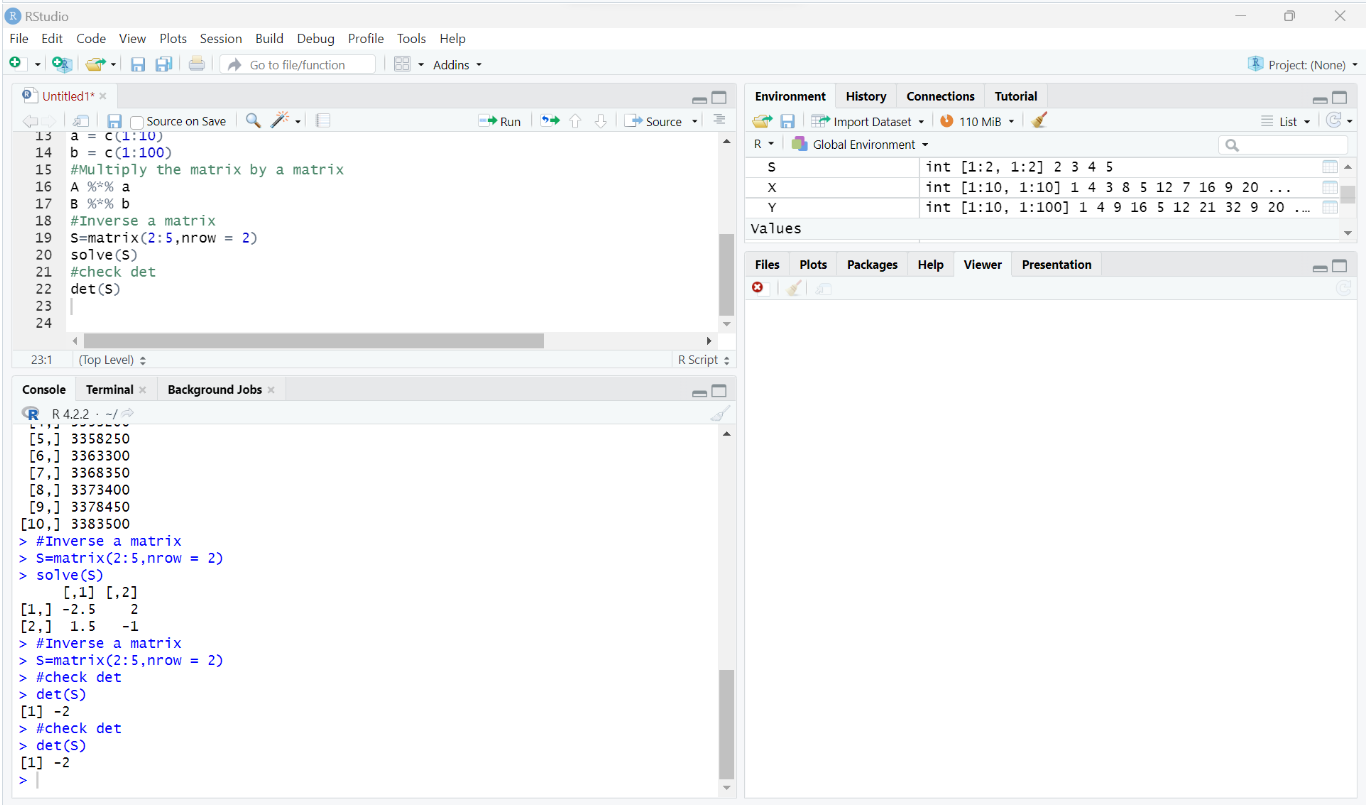 RStudio
File Edit Code View Plots Session Build Debug Profile Tools Help
Go to file/function Addins Project: (None)
Untitled1*
Source on Save Run Source
13 a = c(1:10)
14 b = c(1:100)
15 #Multiply the matrix by a matrix
16 A %*% a
17 B %*% b
18 #Inverse a matrix
19 S=matrix(2:5,nrow = 2)
20 solve(S)
21 #check det
22 det(S)
23
24
23:1 (Top Level) R Script
Console Terminal Background Jobs
R 4.2.2 · ~/
[5,] 3358250
[6,] 3363300
[7,] 3368350
[8,] 3373400
[9,] 3378450
[10,] 3383500
> #Inverse a matrix
> S=matrix(2:5,nrow = 2)
> solve(S)
[,1] [,2]
[1,] -2.5 2
[2,] 1.5 -1
> #Inverse a matrix
> S=matrix(2:5,nrow = 2)
> #check det
> det(S)
[1] -2
> #check det
> det(S)
[1] -2
>
Environment History Connections Tutorial
Import Dataset 110 MiB List
R Global Environment
S int [1:2, 1:2] 2 3 4 5
X int [1:10, 1:10] 1 4 3 8 5 12 7 16 9 20 ...
Y int [1:10, 1:100] 1 4 9 16 5 12 21 32 9 20 ...
Values
Files Plots Packages Help Viewer Presentation